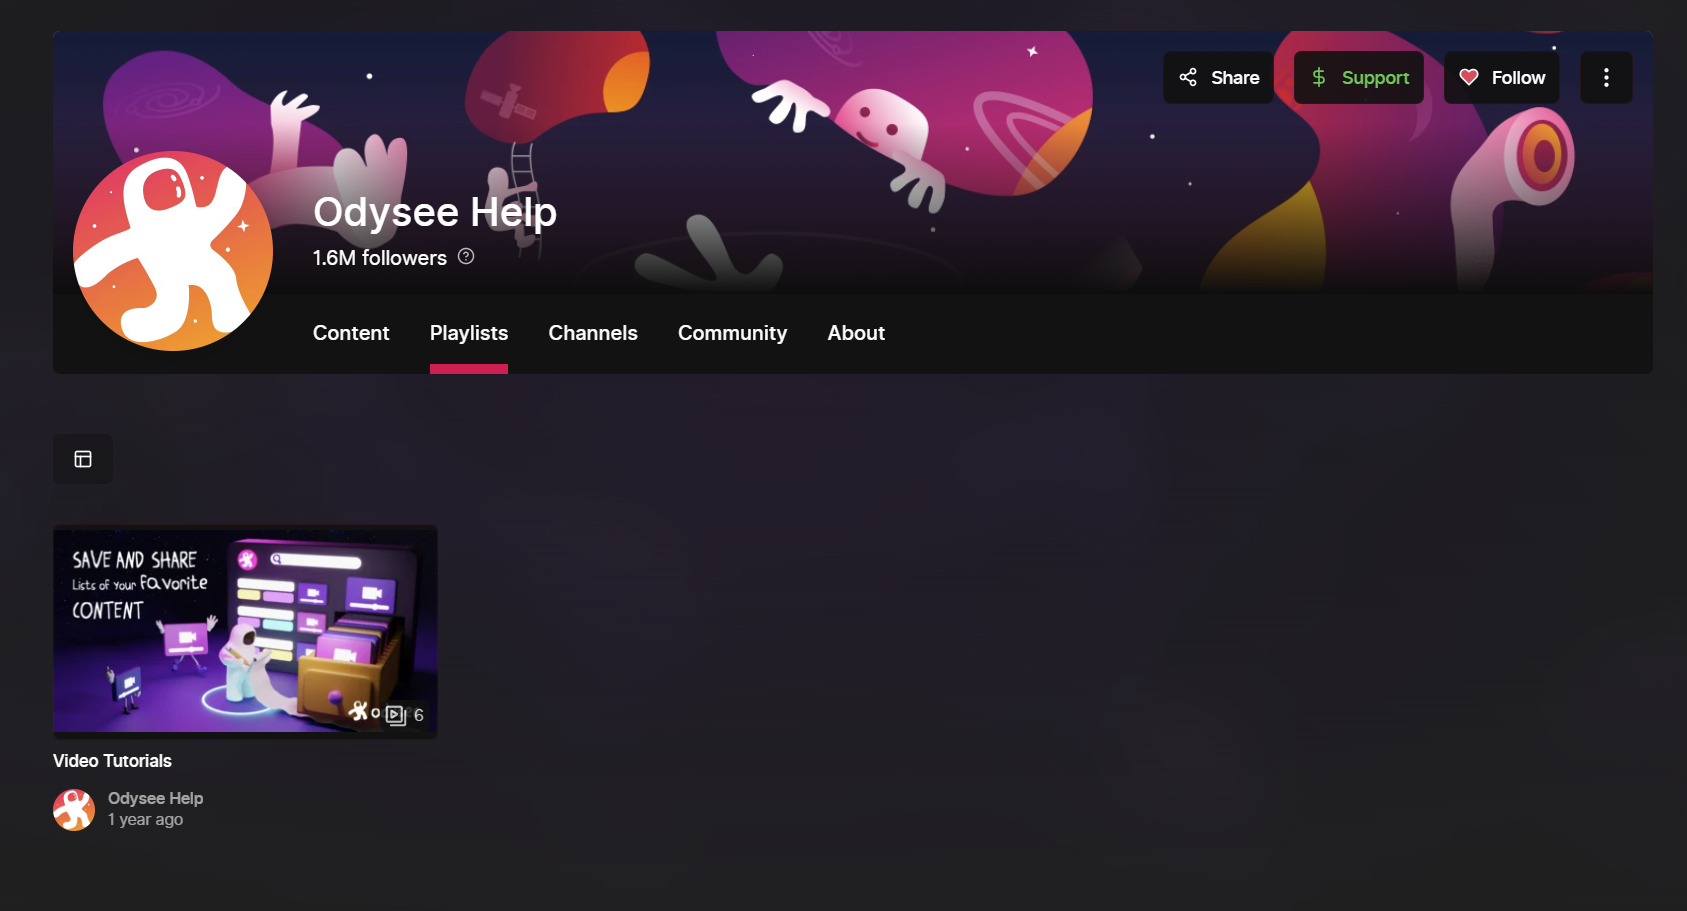 Share
Support
Follow
Odysee Help
1.6M followers
Content
Playlists
Channels
Community
About
SAVE AND SHARE
Lists of Your Favorite
CONTENT
6
Video Tutorials
Odysee Help
1 year ago